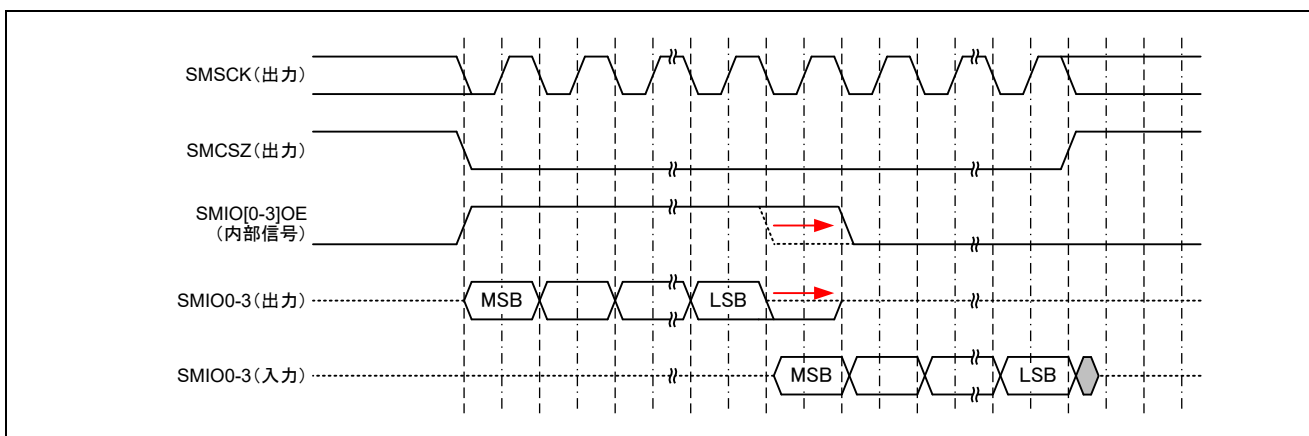 SMSCK（出力）
SMCSZ（出力）
SMIO[0-3]OE
（内部信号）
SMIO0-3（出力）
MSB
LSB
SMIO0-3（入力）
MSB
LSB